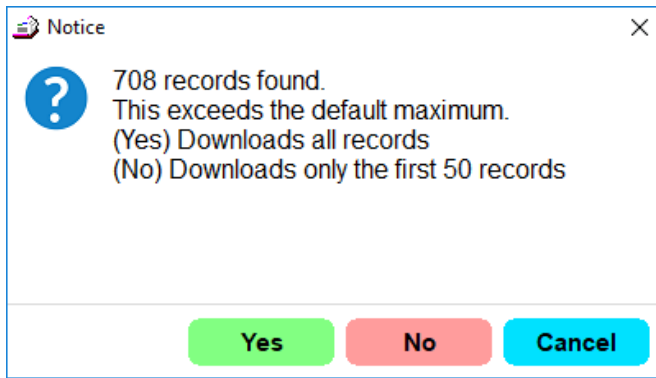 Notice
708 records found.
This exceeds the default maximum.
(Yes) Downloads all records
(No) Downloads only the first 50 records
Yes No Cancel